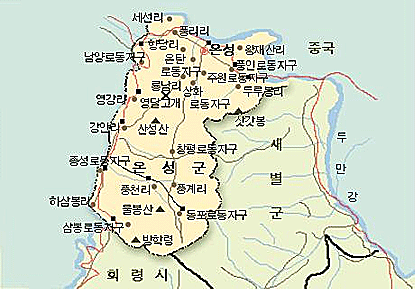 세선리
풍리리
향당리
온성
왕재산리
중국
남양로동자구
온탄
로동자구
풍인로동자구
주원로동자구
룡남리
영강리
영달고개
상화
로동자구
두루봉리
강안리
산성산
삿갓봉
두
만
강
창평로동자구
새
별
군
종성로동자구
온 성 군
풍천리
풍계리
하삼봉리
물봉산
동포로동자구
삼봉로동자구
방학령
회 령 시